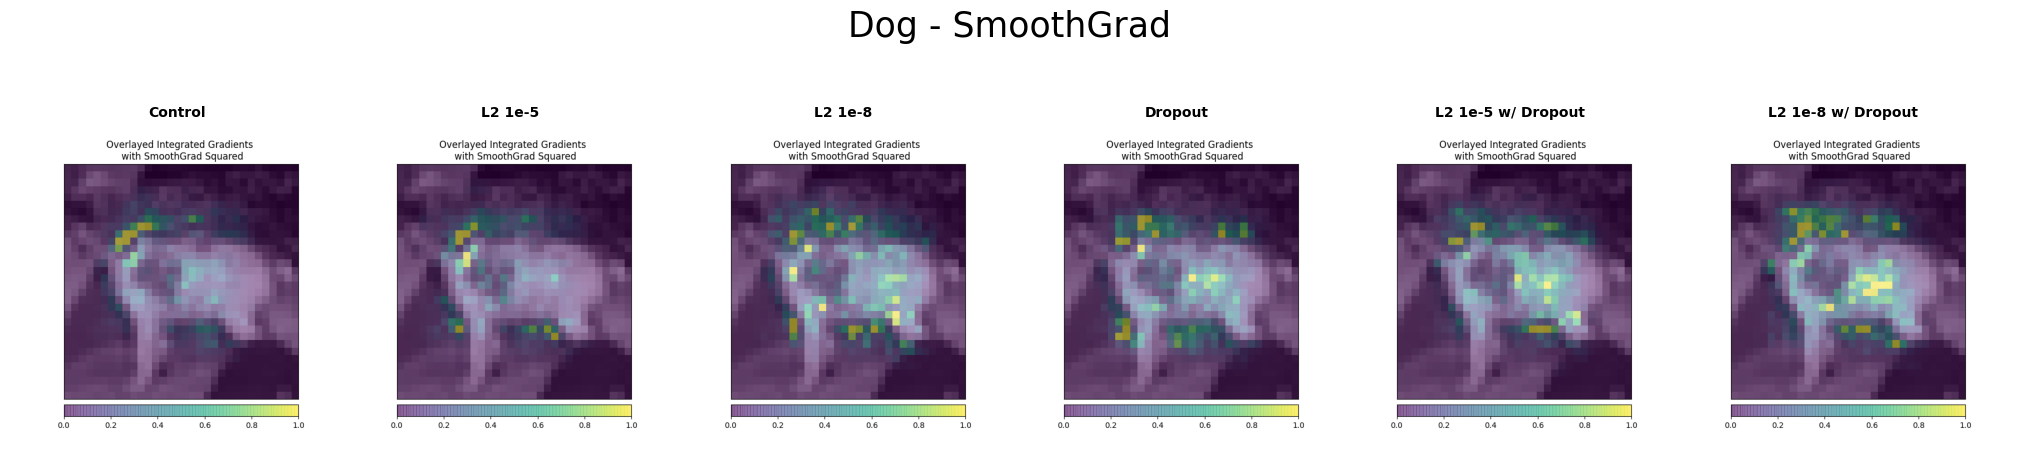 Dog - SmoothGrad
Control
L2 1e-5
L2 1e-8
Dropout
L2 1e-5 w/ Dropout
L2 1e-8 w/ Dropout
Overlayed Integrated Gradients
with SmoothGrad Squared
Overlayed Integrated Gradients
with SmoothGrad Squared
Overlayed Integrated Gradients
with SmoothGrad Squared
Overlayed Integrated Gradients
with SmoothGrad Squared
Overlayed Integrated Gradients
with SmoothGrad Squared
Overlayed Integrated Gradients
with SmoothGrad Squared
0.0 0.2 0.4 0.6 0.8 1.0
0.0 0.2 0.4 0.6 0.8 1.0
0.0 0.2 0.4 0.6 0.8 1.0
0.0 0.2 0.4 0.6 0.8 1.0
0.0 0.2 0.4 0.6 0.8 1.0
0.0 0.2 0.4 0.6 0.8 1.0